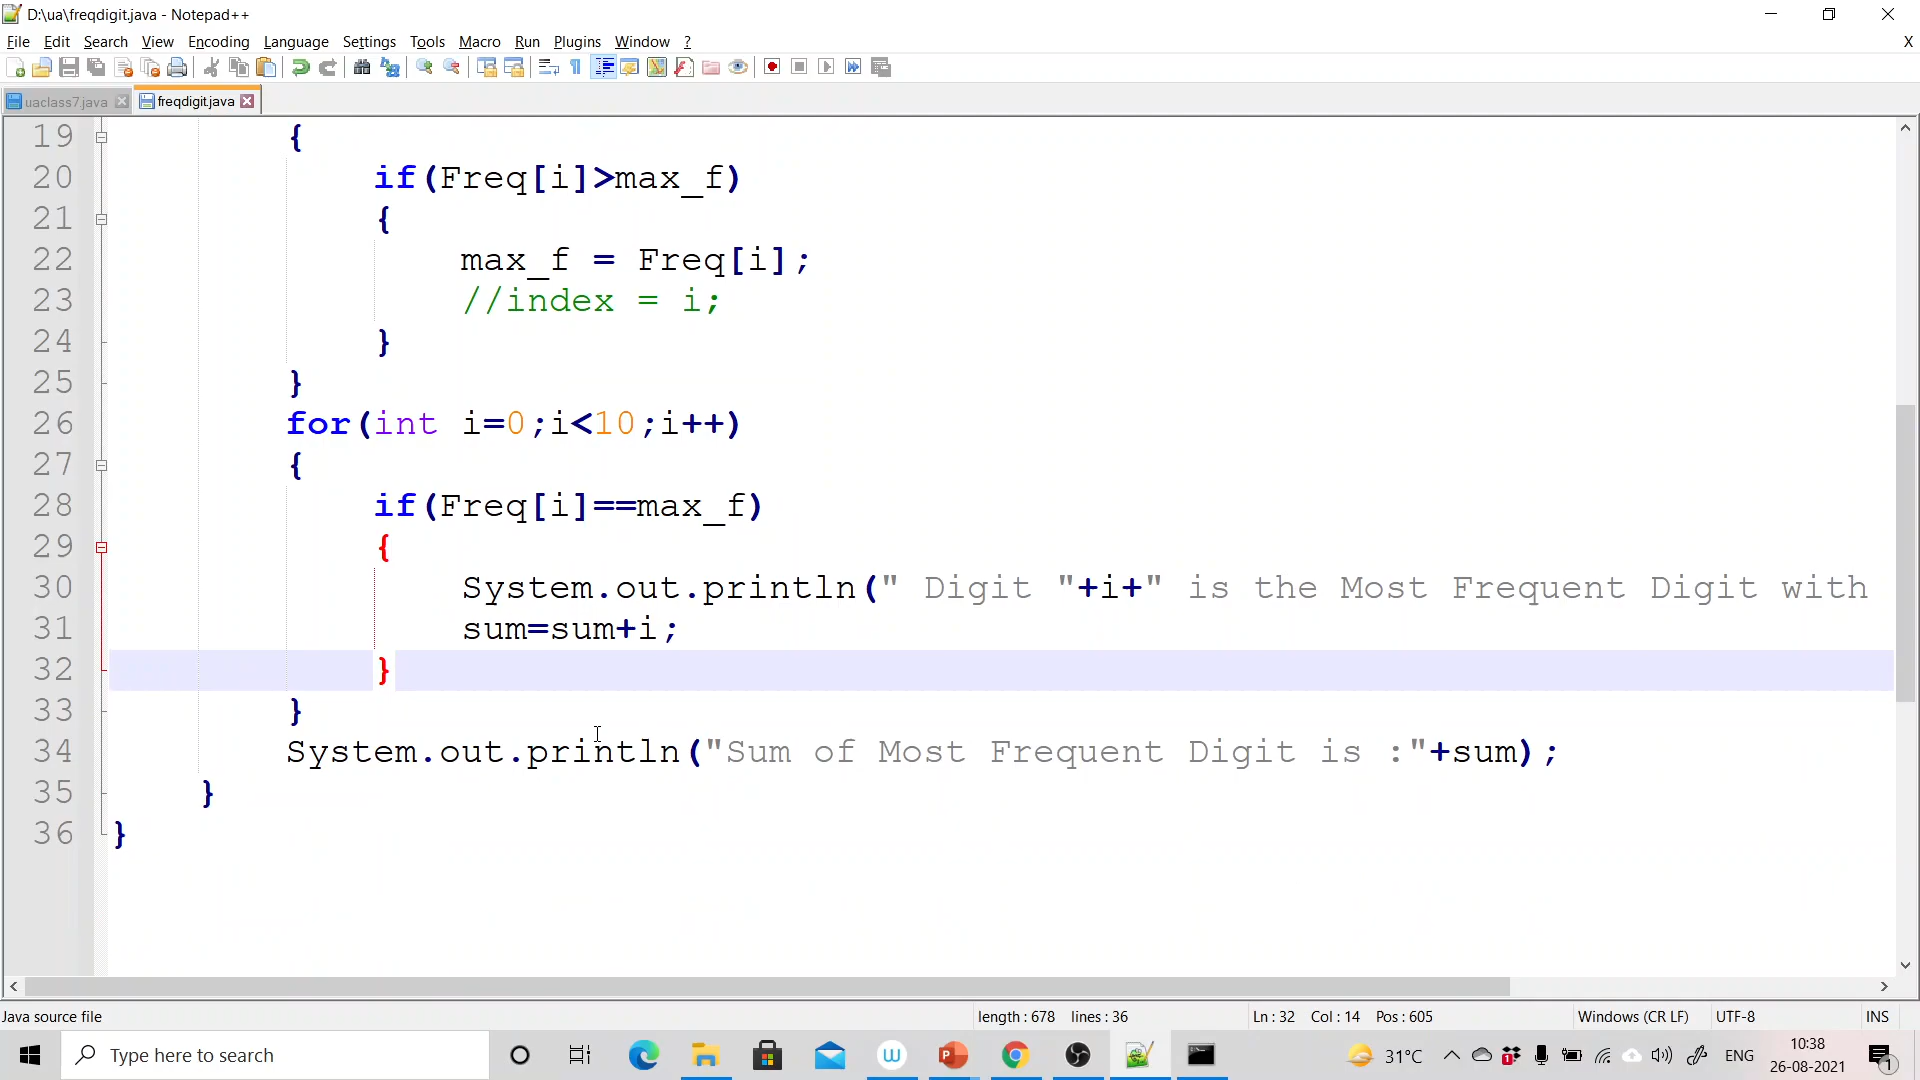 D:\ua\freqdigit.java - Notepad++
File Edit Search View Encoding Language Settings Tools Macro Run Plugins Window ? X
uaclass7.java freqdigit.java
19 {
20 if(Freq[i]>max_f)
21 {
22 max_f = Freq[i];
23 //index = i;
24 }
25 }
26 for(int i=0;i<10;i++)
27 {
28 if(Freq[i]==max_f)
29 {
30 System.out.println(" Digit "+i+" is the Most Frequent Digit with
31 sum=sum+i;
32 }
33 }
34 System.out.println("Sum of Most Frequent Digit is :"+sum);
35 }
36 }
Java source file length : 678 lines : 36 Ln : 32 Col : 14 Pos : 605 Windows (CR LF) UTF-8 INS
Type here to search 31°C ENG 10:38
26-08-2021